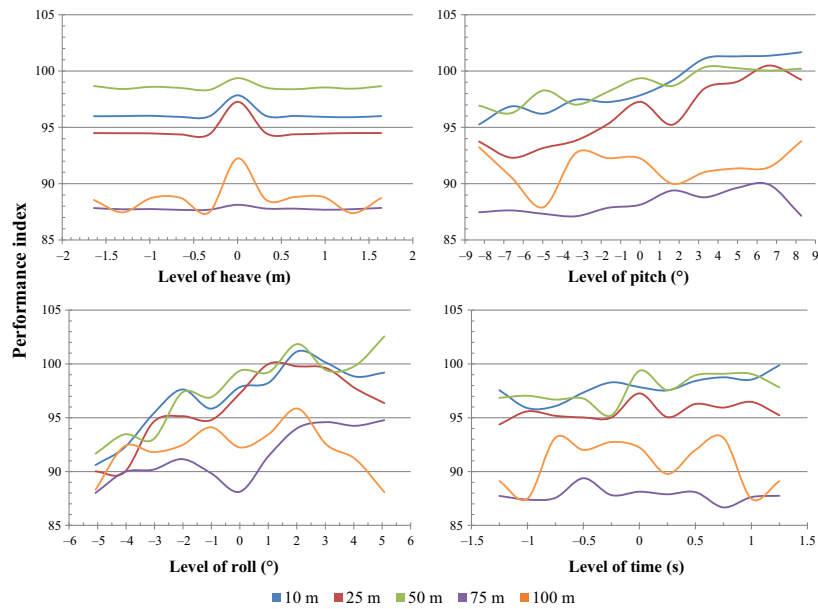 105
100
95
90
85
−2 −1.5 −1 −0.5 0 0.5 1 1.5 2
Level of heave (m)
105
100
95
90
85
−9 −8 −7 −6 −5 −4 −3 −2 −1 0 1 2 3 4 5 6 7 8 9
Level of pitch (°)
Performance index
105
100
95
90
85
−6 −5 −4 −3 −2 −1 0 1 2 3 4 5 6
Level of roll (°)
105
100
95
90
85
−1.5 −1 −0.5 0 0.5 1 1.5
Level of time (s)
10 m 25 m 50 m 75 m 100 m